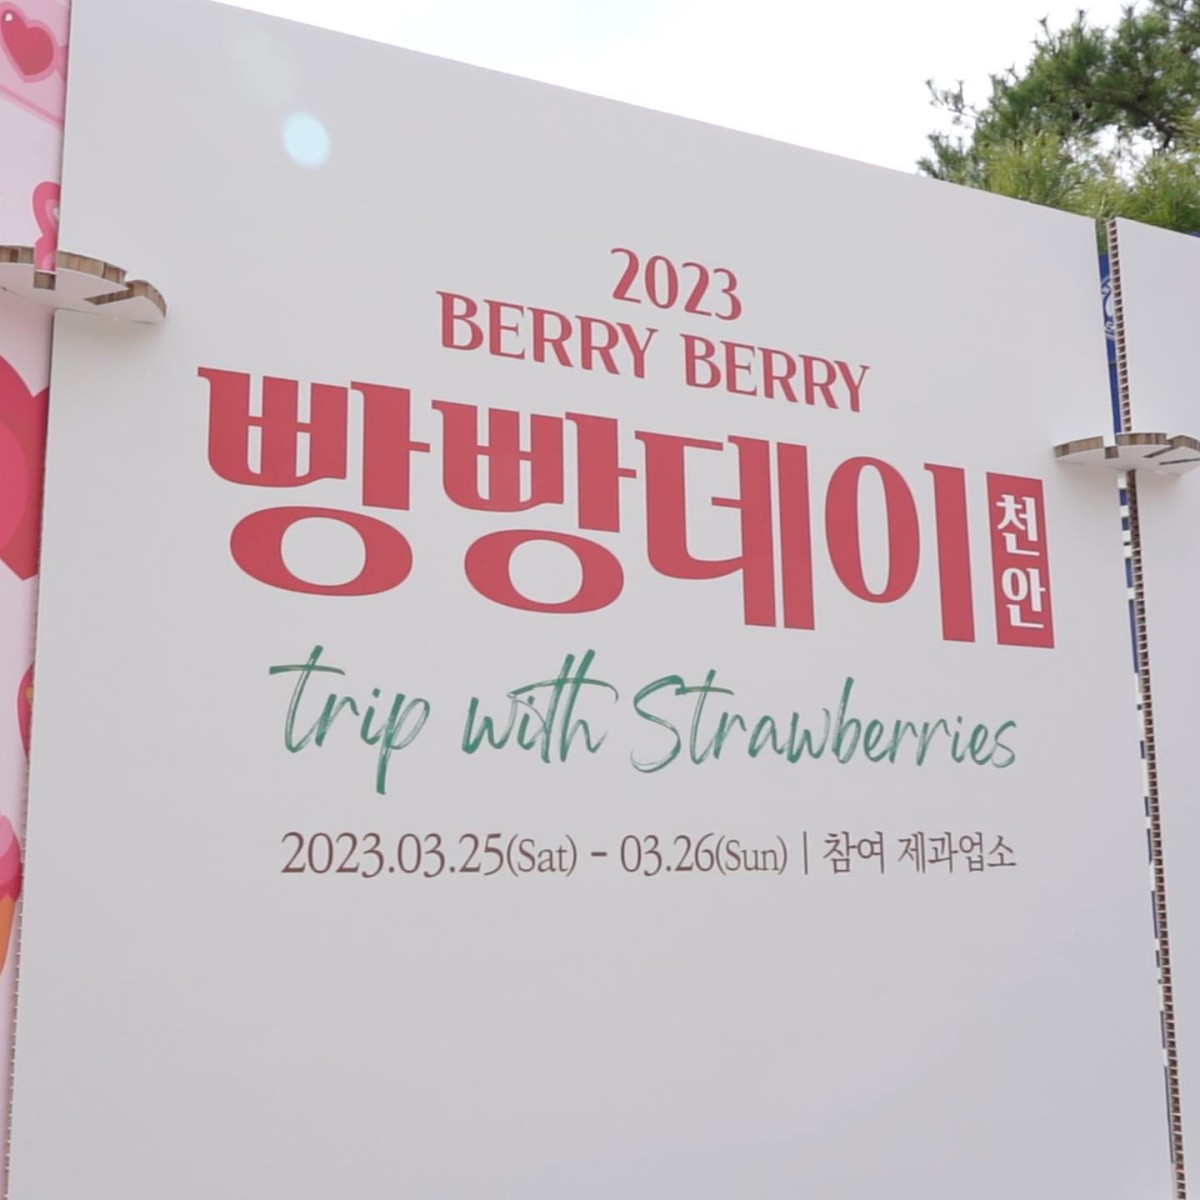 2023
BERRY BERRY
빵빵데이 천안
trip with Strawberries
2023.03.25(Sat) - 03.26(Sun) | 참여 제과업소